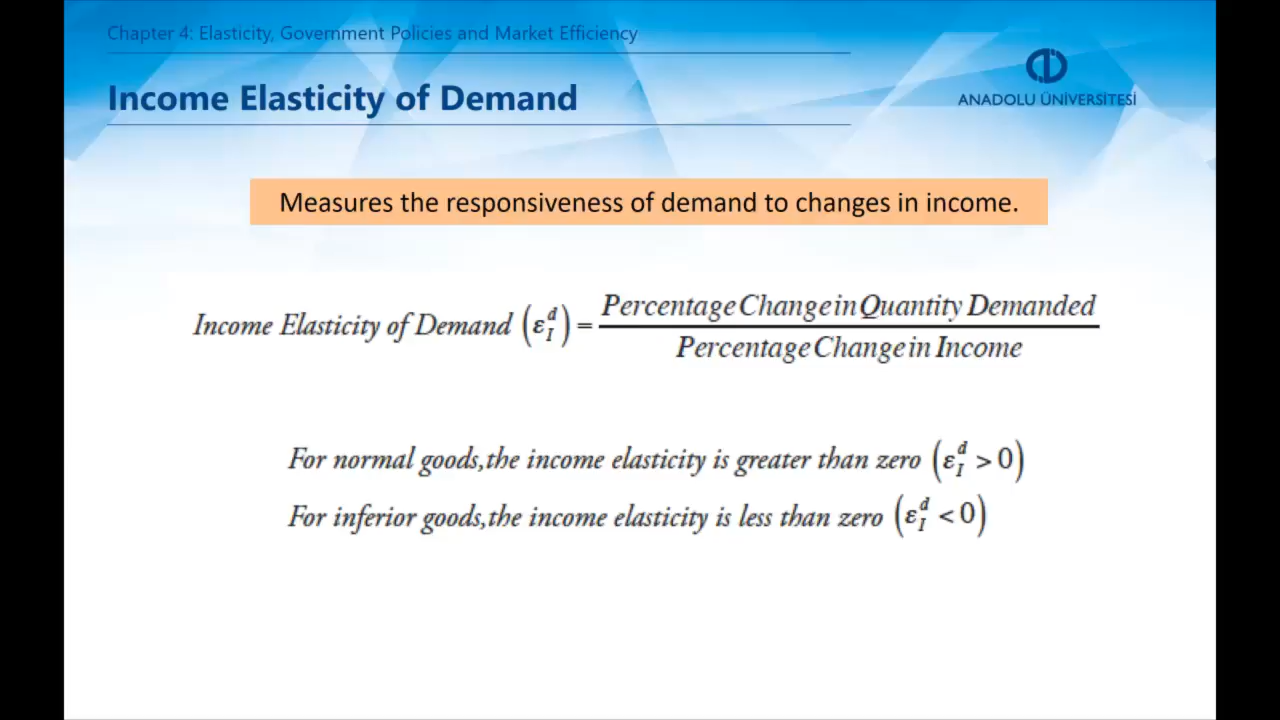 Chapter 4: Elasticity, Government Policies and Market Efficiency
Income Elasticity of Demand
ANADOLU ÜNİVERSİTESİ
Measures the responsiveness of demand to changes in income.
Income Elasticity of Demand (ε_I^d) = Percentage Change in Quantity Demanded / Percentage Change in Income
For normal goods,the income elasticity is greater than zero (ε_I^d > 0)
For inferior goods,the income elasticity is less than zero (ε_I^d < 0)